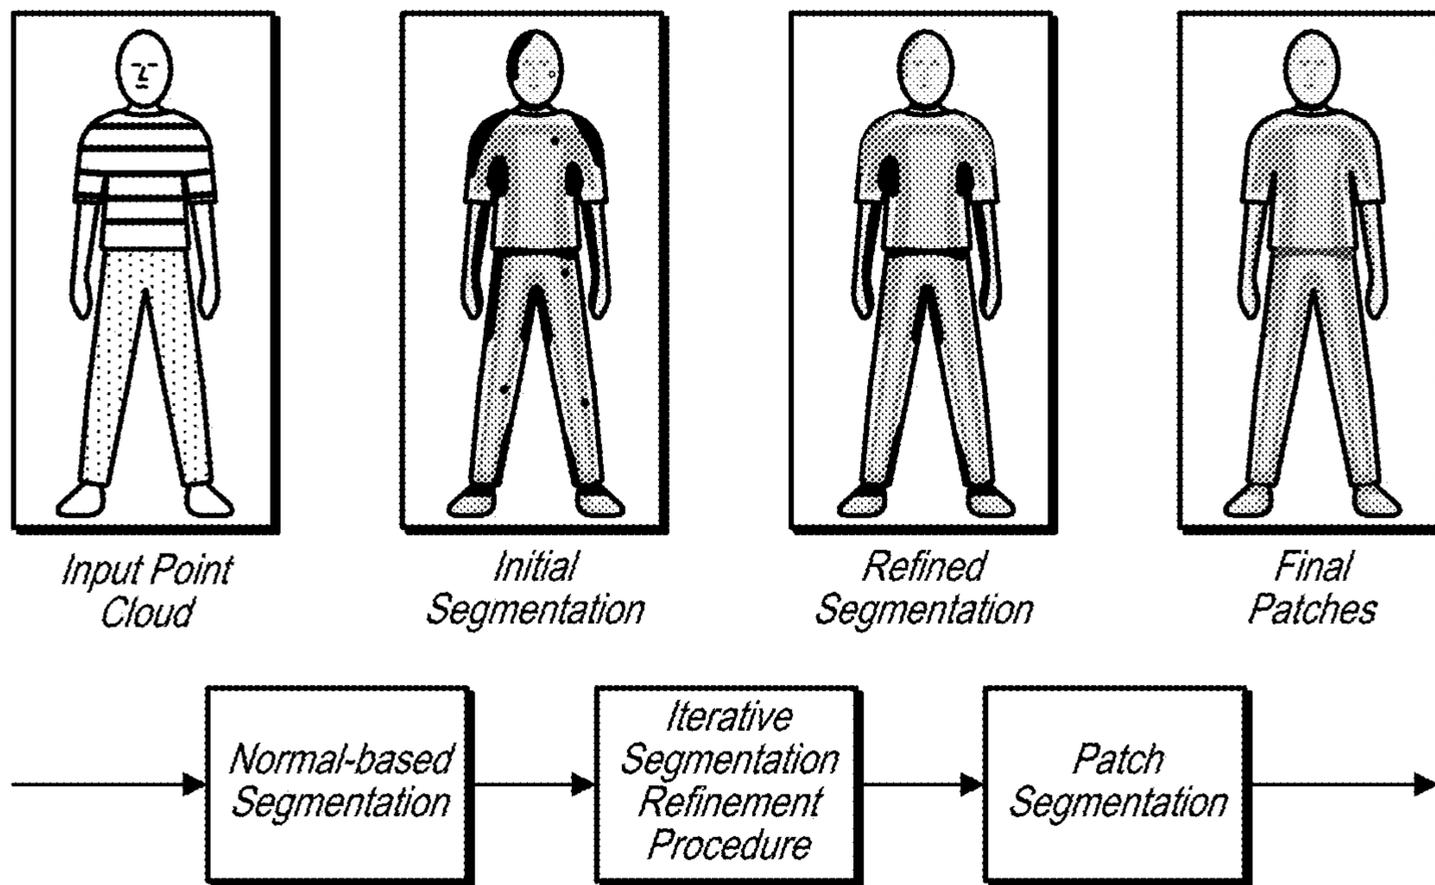 Input Point
Cloud
Initial
Segmentation
Refined
Segmentation
Final
Patches
Normal-based
Segmentation
Iterative
Segmentation
Refinement
Procedure
Patch
Segmentation